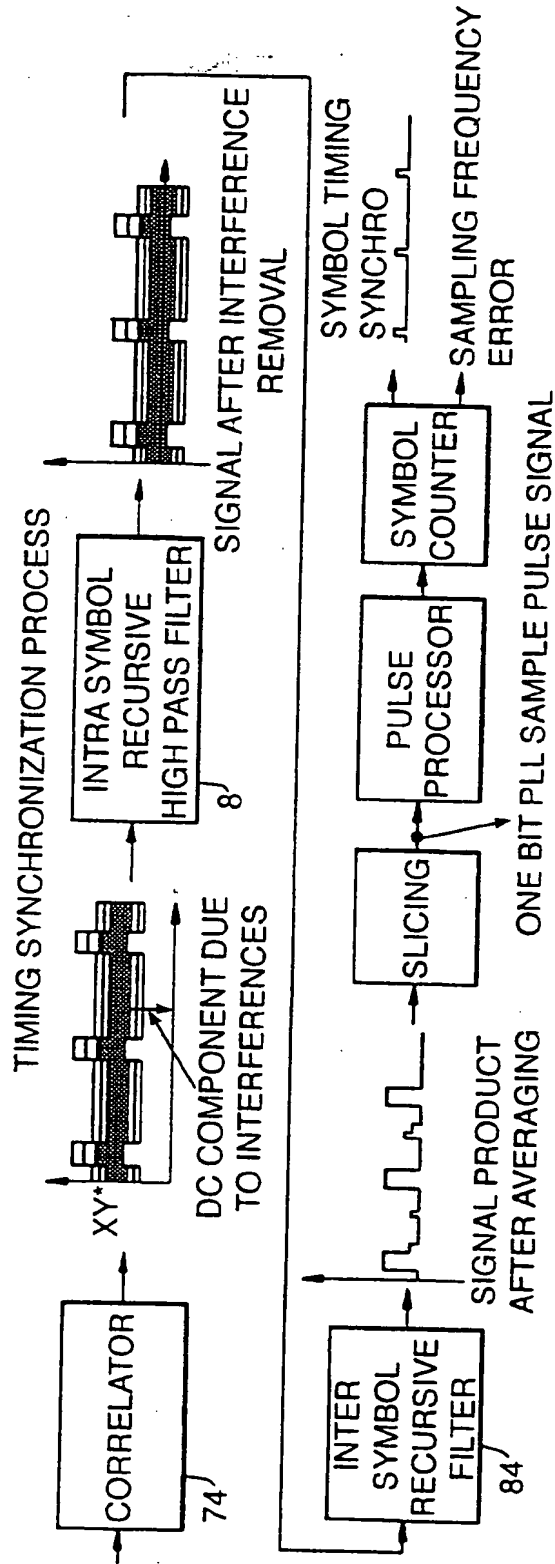 TIMING SYNCHRONIZATION PROCESS
CORRELATOR
74
XY*
DC COMPONENT DUE
TO INTERFERENCES
INTRA SYMBOL
RECURSIVE
HIGH PASS FILTER
8
SIGNAL AFTER INTERFERENCE
REMOVAL
INTER
SYMBOL
RECURSIVE
FILTER
84
SIGNAL PRODUCT
AFTER AVERAGING
SLICING
ONE BIT PLL SAMPLE PULSE SIGNAL
PULSE
PROCESSOR
SYMBOL
COUNTER
SYMBOL TIMING
SYNCHRO
SAMPLING FREQUENCY
ERROR